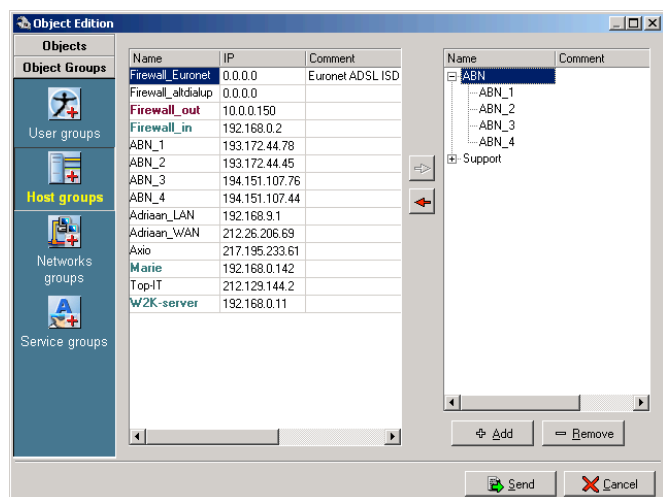 Object Edition
Objects
Object Groups
User groups
Host groups
Networks
groups
Service groups
Name IP Comment
Firewall_Euronet 0.0.0.0 Euronet ADSL ISD
Firewall_altdialup 0.0.0.0
Firewall_out 10.0.0.150
Firewall_in 192.168.0.2
ABN_1 193.172.44.78
ABN_2 193.172.44.45
ABN_3 194.151.107.76
ABN_4 194.151.107.44
Adriaan_LAN 192.168.9.1
Adriaan_WAN 212.26.206.69
Axio 217.195.233.61
Marie 192.168.0.142
Top-IT 212.129.144.2
W2K-server 192.168.0.11
Name Comment
ABN
ABN_1
ABN_2
ABN_3
ABN_4
Support
Add Remove
Send Cancel